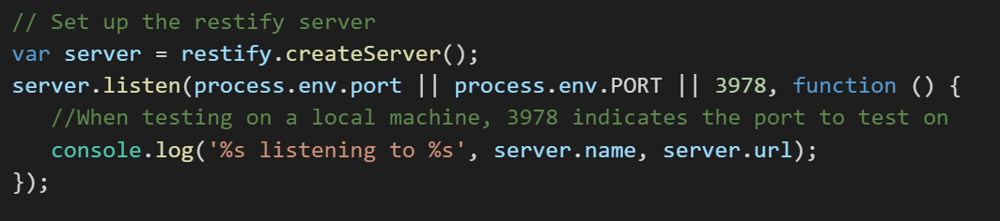 // Set up the restify server
var server = restify.createServer();
server.listen(process.env.port || process.env.PORT || 3978, function () {
   //When testing on a local machine, 3978 indicates the port to test on
   console.log('%s listening to %s', server.name, server.url);
});